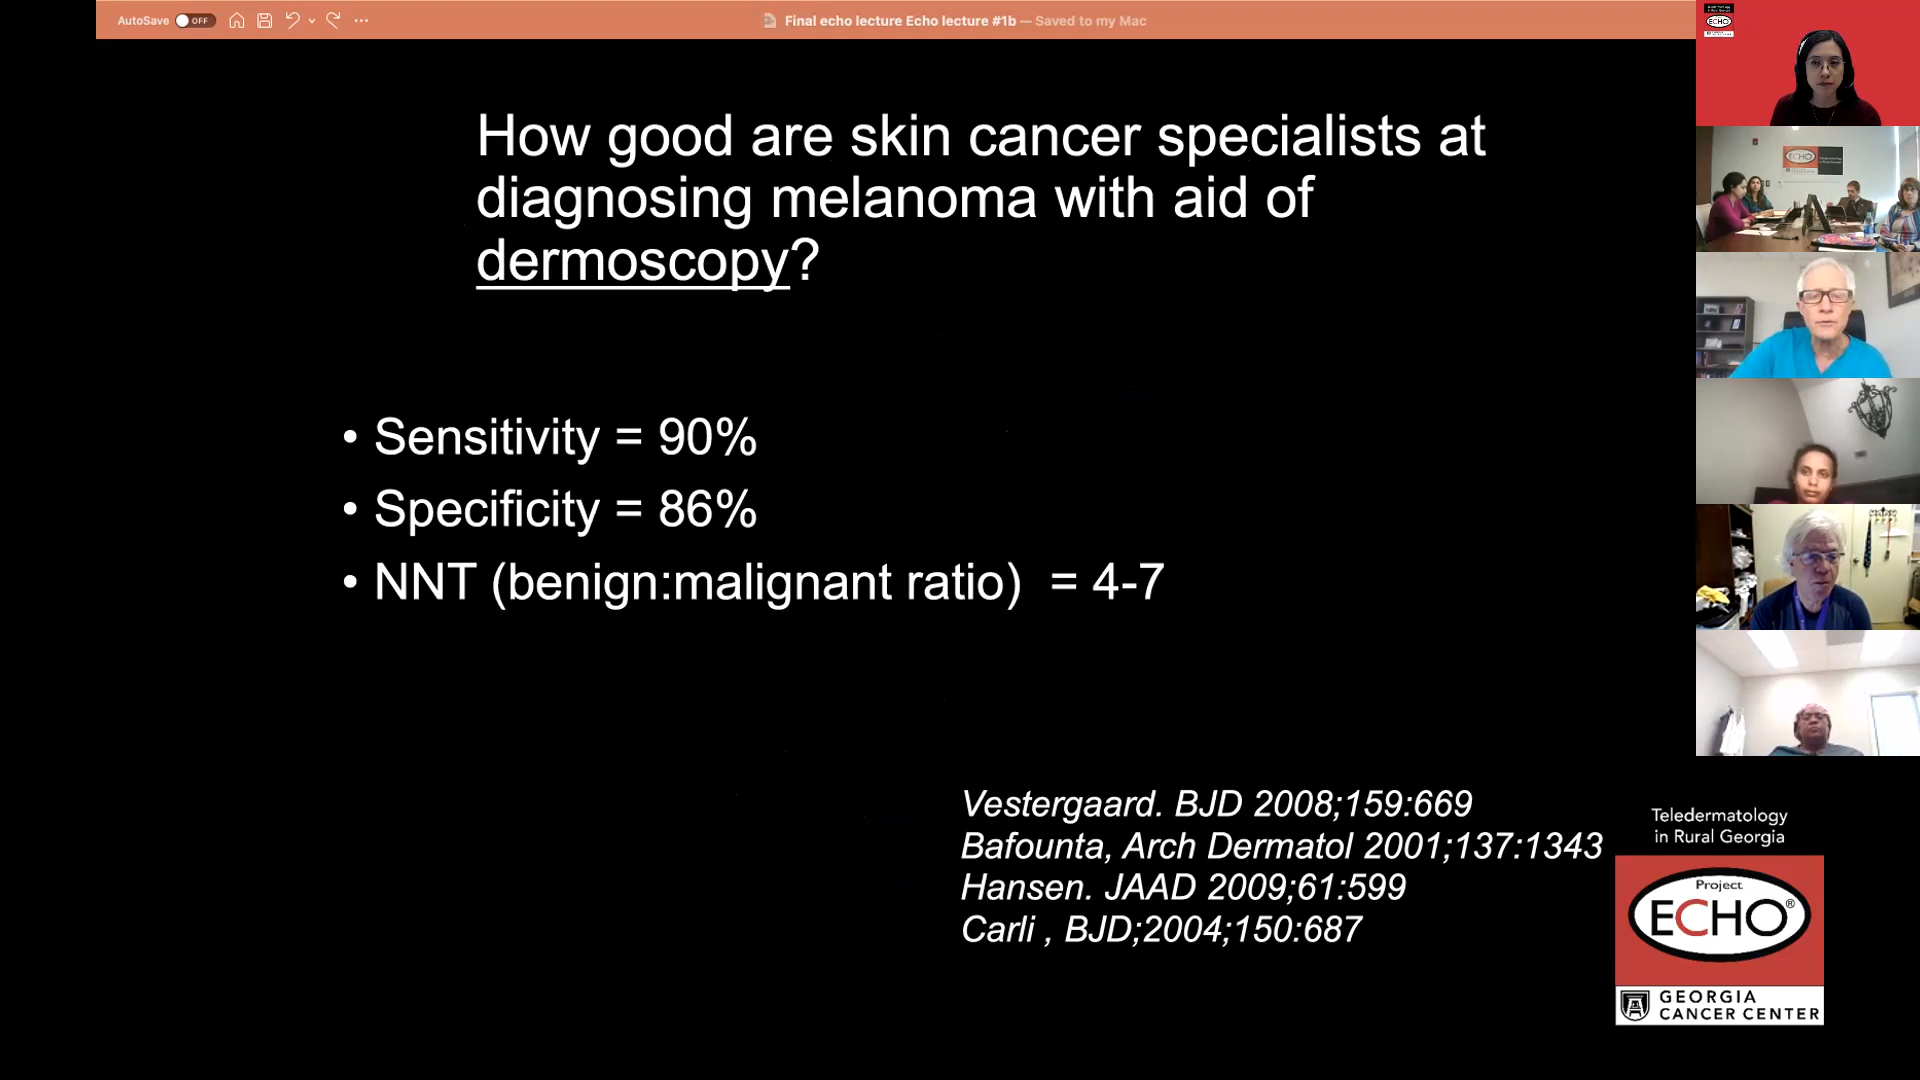 AutoSave OFF
Final echo lecture Echo lecture #1b — Saved to my Mac
How good are skin cancer specialists at
diagnosing melanoma with aid of
dermoscopy?
• Sensitivity = 90%
• Specificity = 86%
• NNT (benign:malignant ratio) = 4-7
Vestergaard. BJD 2008;159:669
Bafounta, Arch Dermatol 2001;137:1343
Hansen. JAAD 2009;61:599
Carli , BJD;2004;150:687
ECHO
ECHO
Teledermatology
in Rural Georgia
Project
ECHO®
GEORGIA
CANCER CENTER